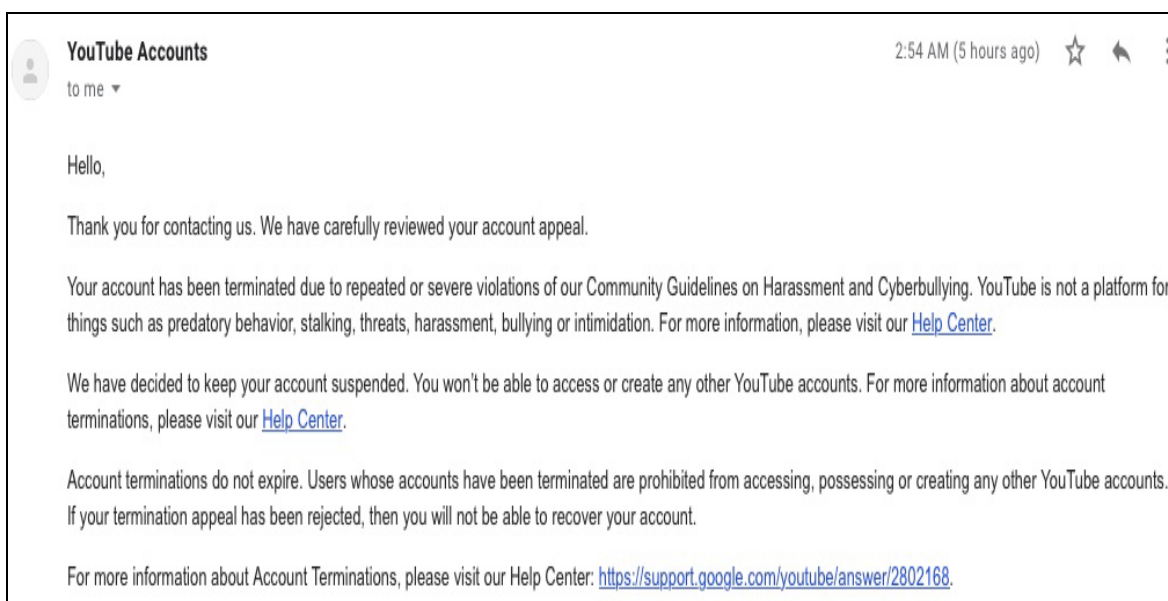 YouTube Accounts
2:54 AM (5 hours ago)
to me
Hello,
Thank you for contacting us. We have carefully reviewed your account appeal.
Your account has been terminated due to repeated or severe violations of our Community Guidelines on Harassment and Cyberbullying. YouTube is not a platform for
things such as predatory behavior, stalking, threats, harassment, bullying or intimidation. For more information, please visit our Help Center.
We have decided to keep your account suspended. You won't be able to access or create any other YouTube accounts. For more information about account
terminations, please visit our Help Center.
Account terminations do not expire. Users whose accounts have been terminated are prohibited from accessing, possessing or creating any other YouTube accounts.
If your termination appeal has been rejected, then you will not be able to recover your account.
For more information about Account Terminations, please visit our Help Center: https://support.google.com/youtube/answer/2802168.